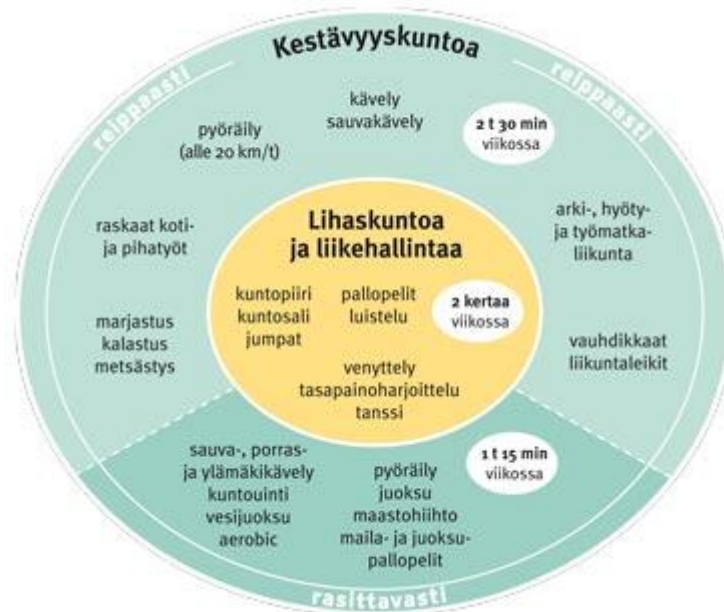 Kestävyyskuntoa
reippaasti
reippaasti
kävely
sauvakävely
pyöräily
(alle 20 km/t)
2 t 30 min
viikossa
raskaat koti-
ja pihatyöt
arki-, hyöty-
ja työmatka-
liikunta
marjastus
kalastus
metsästys
vauhdikkaat
liikuntaleikit
Lihaskuntoa
ja liikehallintaa
kuntopiiri
kuntosali
jumpat
pallopelit
luistelu
2 kertaa
viikossa
venyttely
tasapainoharjoittelu
tanssi
sauva-, porras-
ja ylämäkikävely
kuntouinti
vesijuoksu
aerobic
pyöräily
juoksu
maastohiihto
maila- ja juoksu-
pallopelit
1 t 15 min
viikossa
rasittavasti